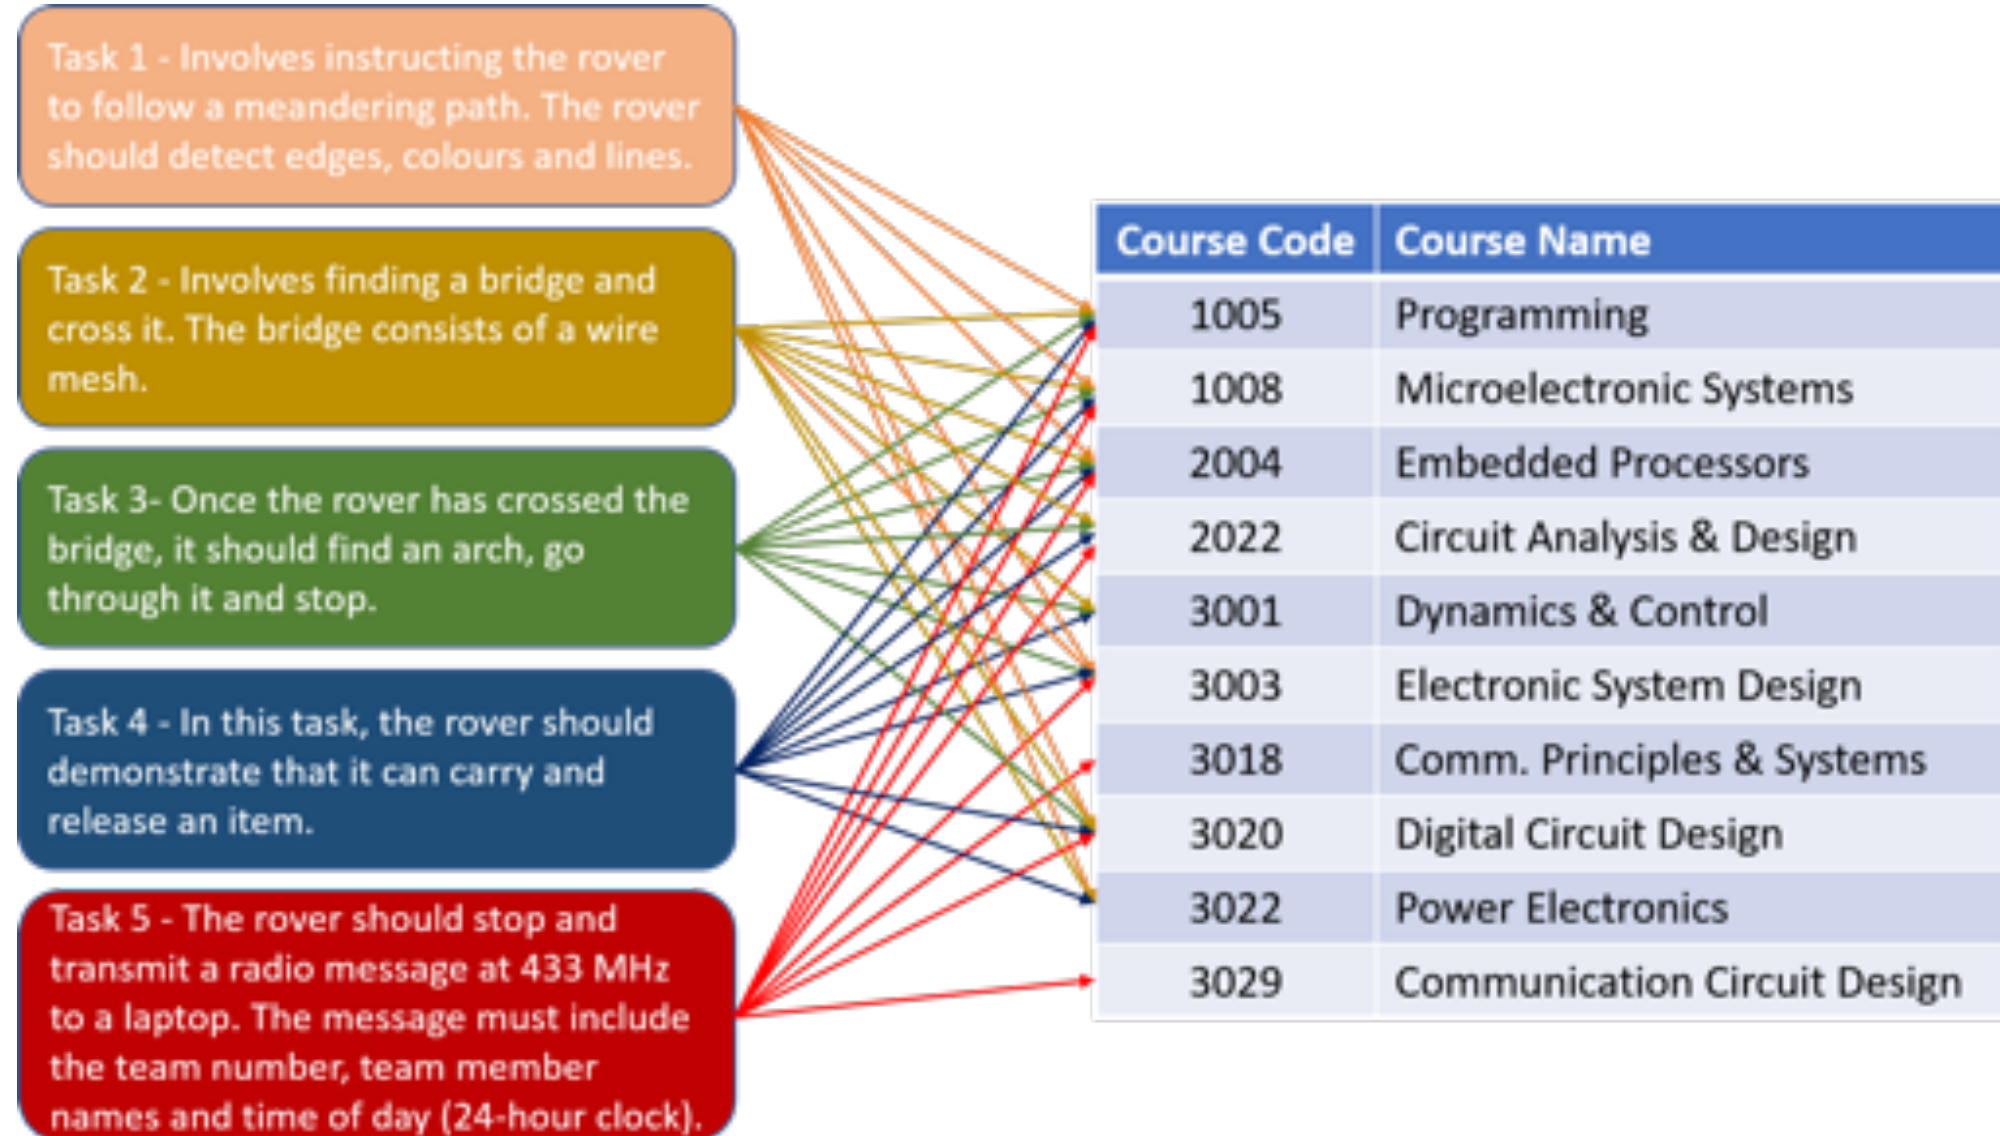 Task 1 - Involves instructing the rover
to follow a meandering path. The rover
should detect edges, colours and lines.
Task 2 - Involves finding a bridge and
cross it. The bridge consists of a wire
mesh.
Task 3- Once the rover has crossed the
bridge, it should find an arch, go
through it and stop.
Task 4 - In this task, the rover should
demonstrate that it can carry and
release an item.
Task 5 - The rover should stop and
transmit a radio message at 433 MHz
to a laptop. The message must include
the team number, team member
names and time of day (24-hour clock).
Course Code Course Name
1005 Programming
1008 Microelectronic Systems
2004 Embedded Processors
2022 Circuit Analysis & Design
3001 Dynamics & Control
3003 Electronic System Design
3018 Comm. Principles & Systems
3020 Digital Circuit Design
3022 Power Electronics
3029 Communication Circuit Design